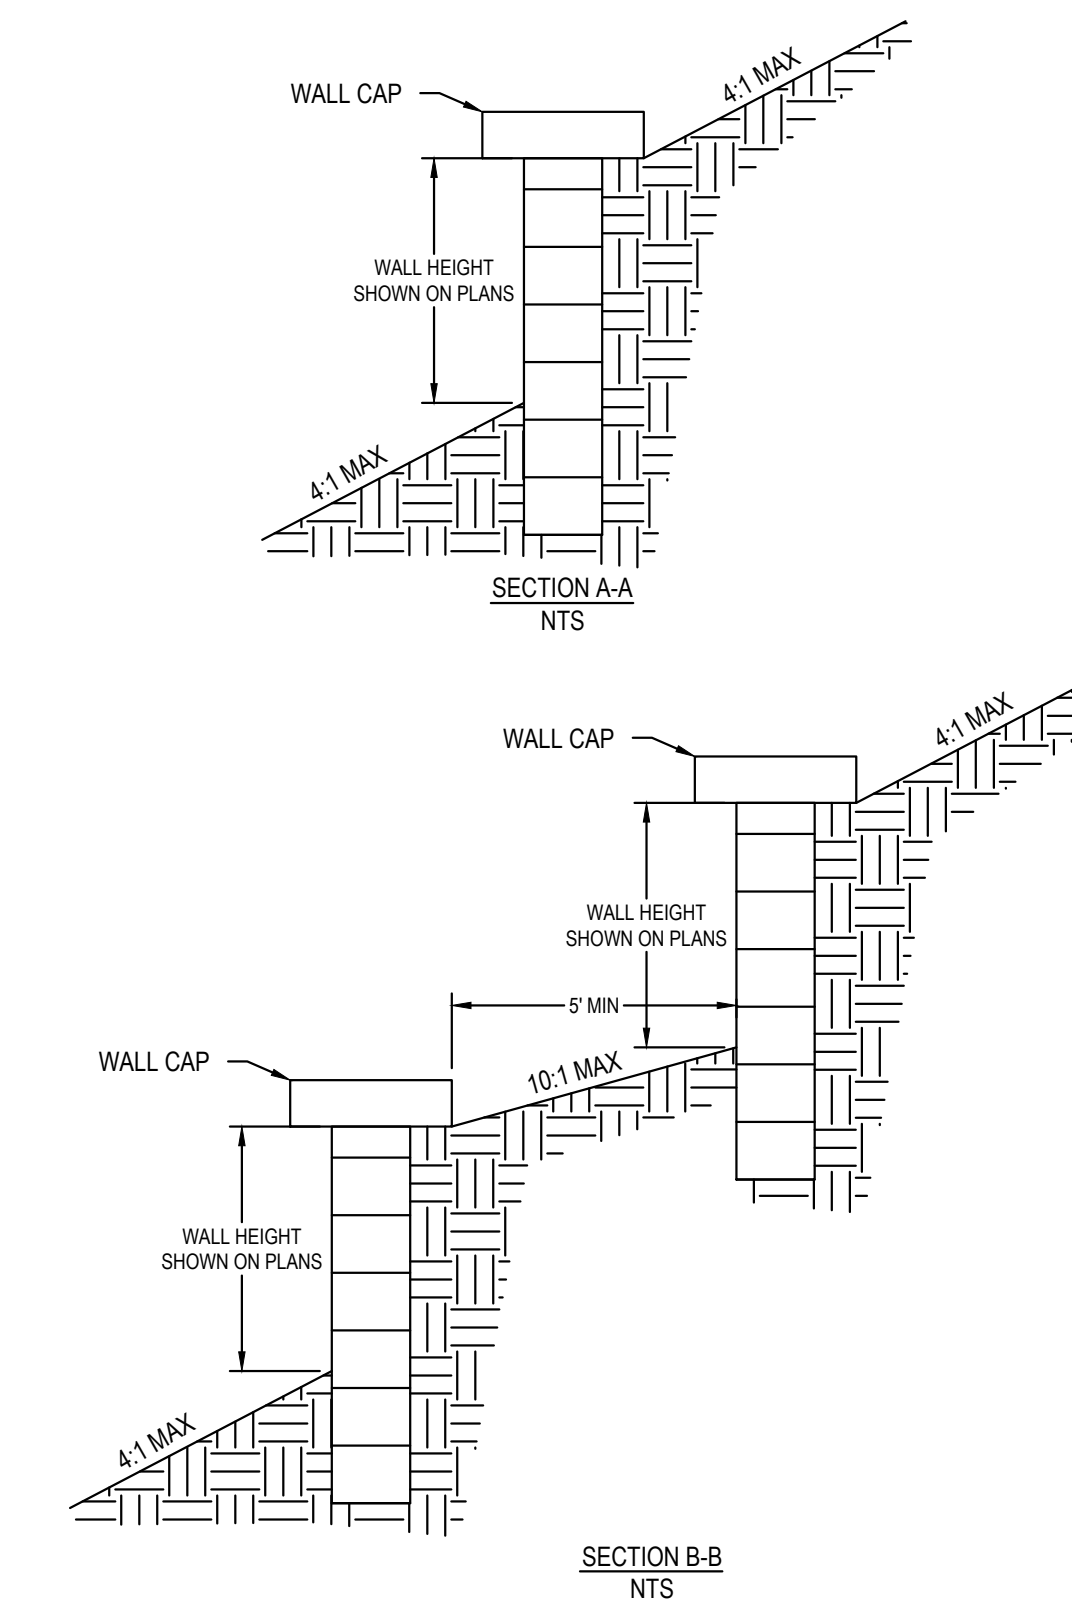 4:1 MAX
WALL CAP
WALL HEIGHT
SHOWN ON PLANS
4:1 MAX
SECTION A-A
NTS
4:1 MAX
WALL CAP
WALL HEIGHT
SHOWN ON PLANS
5' MIN
WALL CAP
10:1 MAX
WALL HEIGHT
SHOWN ON PLANS
4:1 MAX
SECTION B-B
NTS